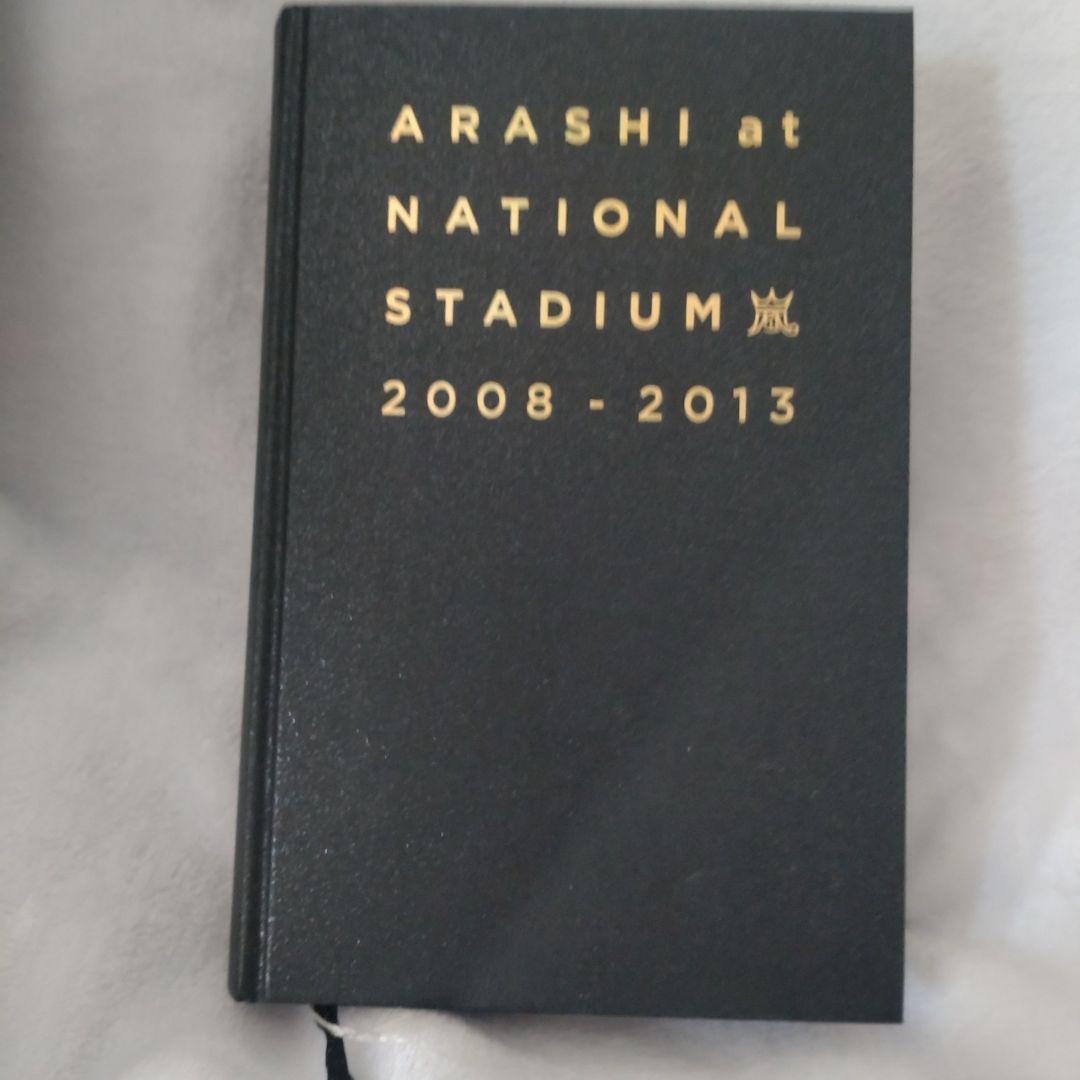 ARASHI at
NATIONAL
STADIUM 嵐
2008 - 2013